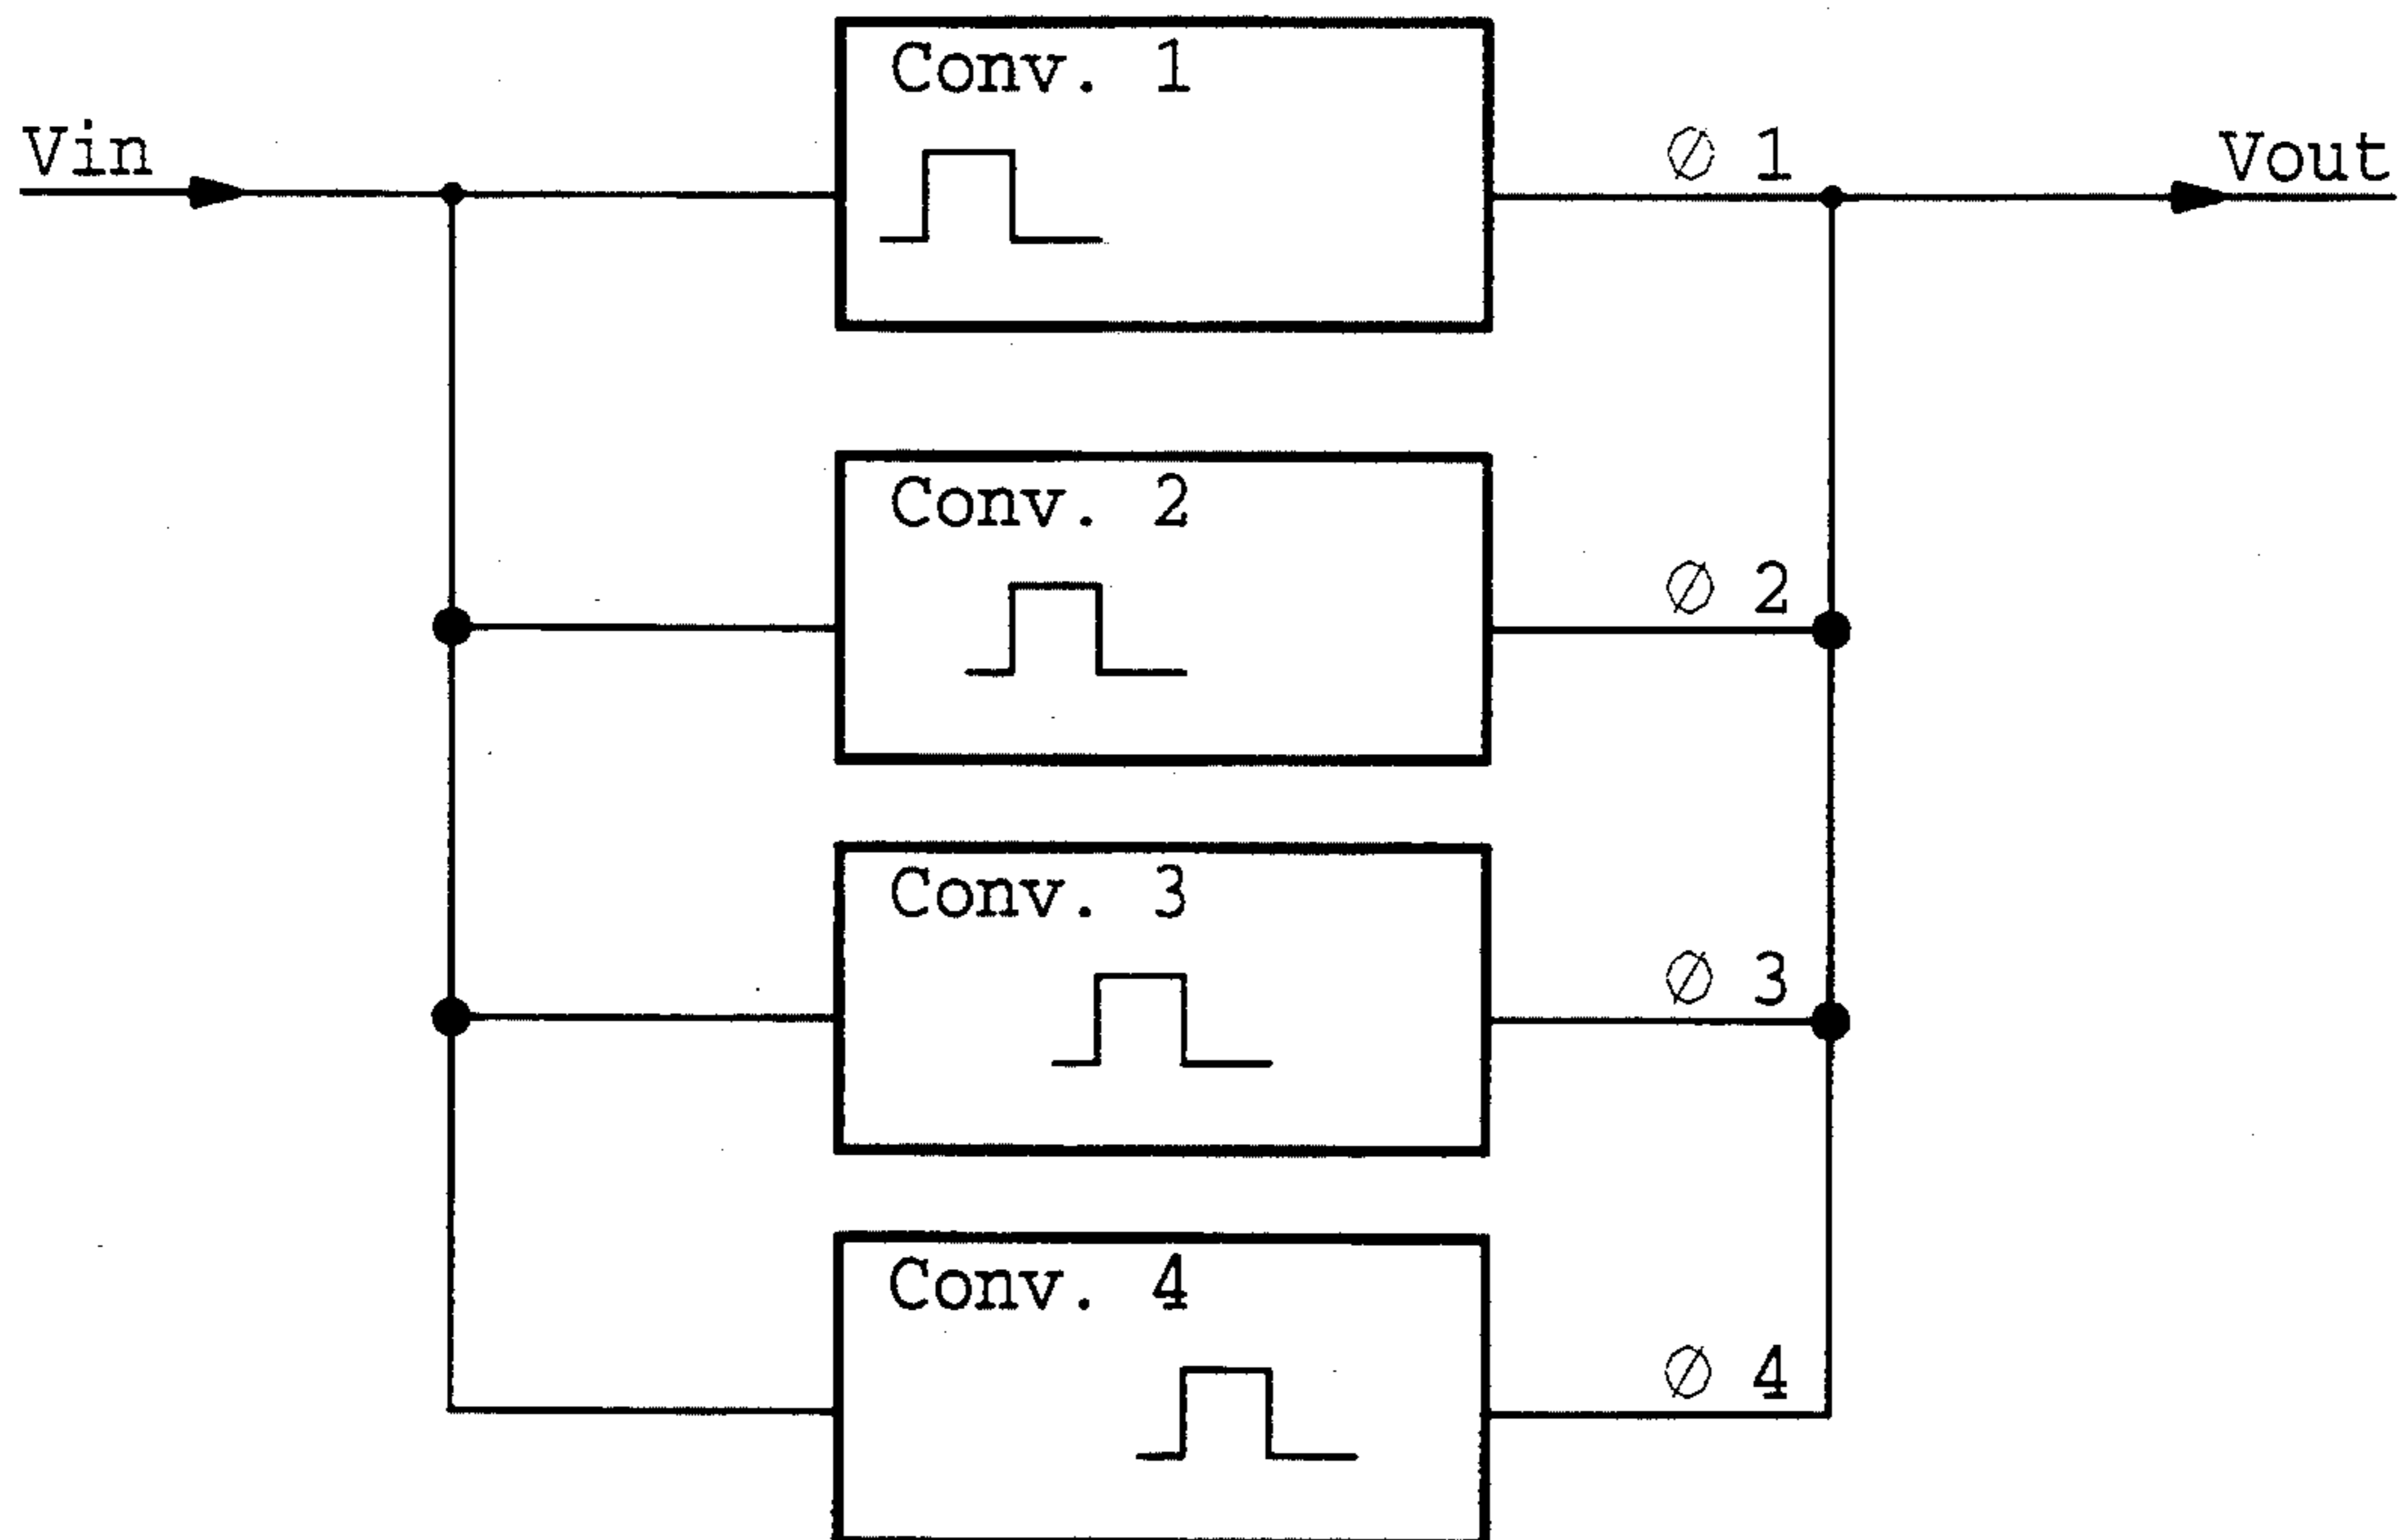 Conv. 1
Vin
∅ 1
Vout
Conv. 2
∅ 2
Conv. 3
∅ 3
Conv. 4
∅ 4